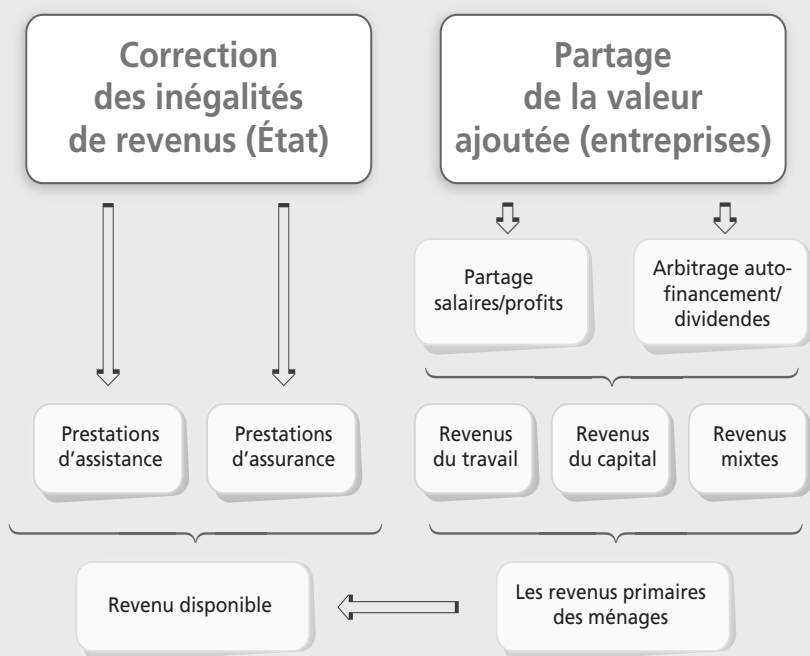 Correction
des inégalités
de revenus (État)
Partage
de la valeur
ajoutée (entreprises)
Partage
salaires/profits
Arbitrage auto-
financement/
dividendes
Prestations
d’assistance
Prestations
d’assurance
Revenus
du travail
Revenus
du capital
Revenus
mixtes
Revenu disponible
Les revenus primaires
des ménages